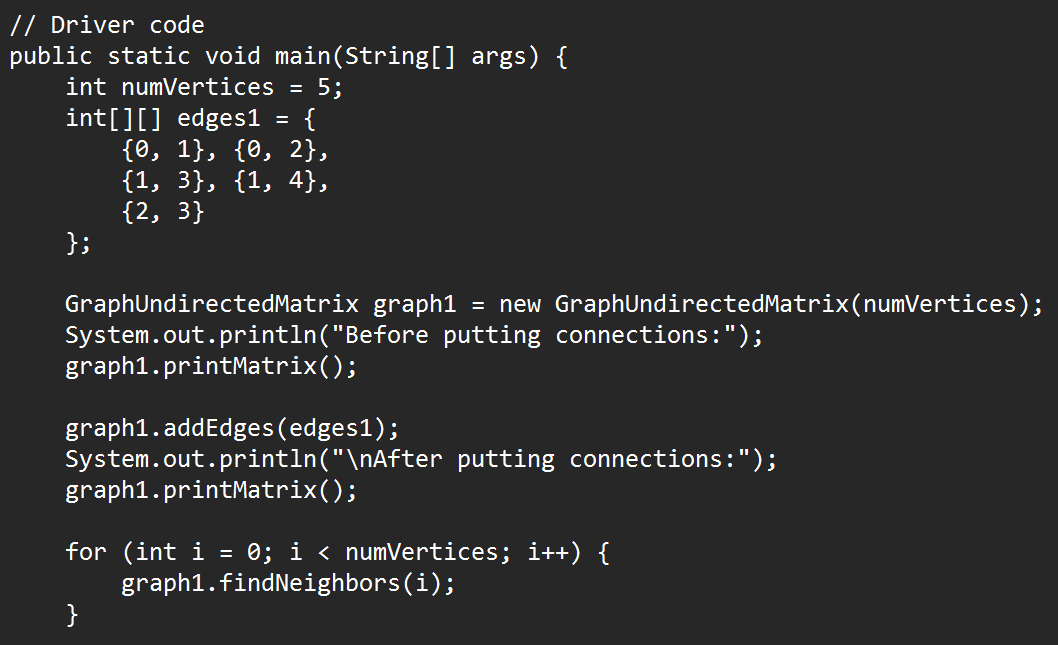 // Driver code
public static void main(String[] args) {
    int numVertices = 5;
    int[][] edges1 = {
        {0, 1}, {0, 2},
        {1, 3}, {1, 4},
        {2, 3}
    };

    GraphUndirectedMatrix graph1 = new GraphUndirectedMatrix(numVertices);
    System.out.println("Before putting connections:");
    graph1.printMatrix();

    graph1.addEdges(edges1);
    System.out.println("\nAfter putting connections:");
    graph1.printMatrix();

    for (int i = 0; i < numVertices; i++) {
        graph1.findNeighbors(i);
    }